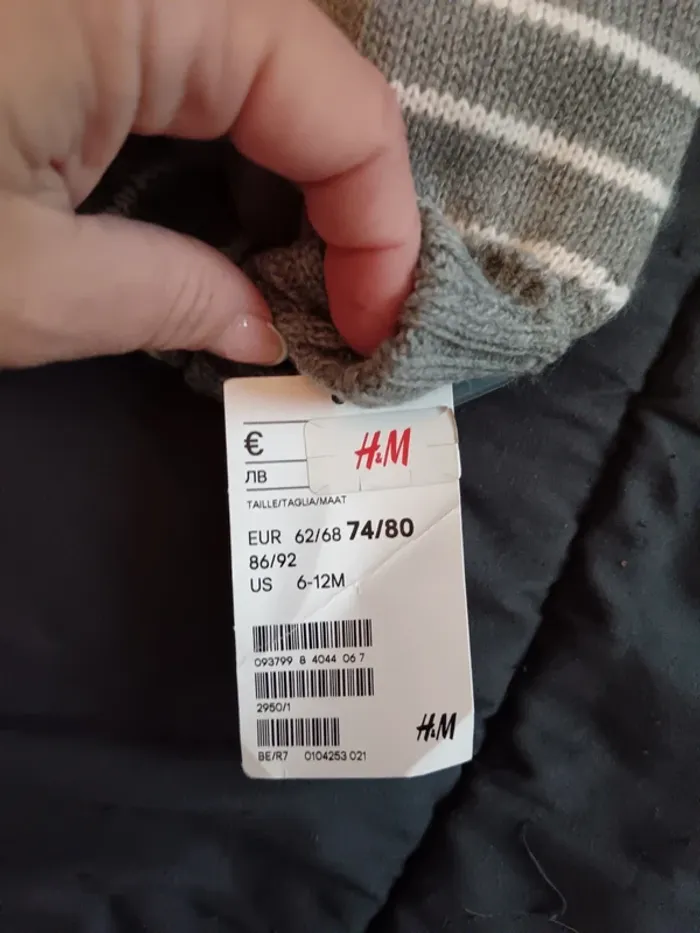 €
H&M
ЛВ
TAILLE/TAGLIA/MAAT
EUR 62/68 74/80
86/92
US 6-12M
093799 8 4044 06 7
2950/1
H&M
BE/R7 0104253 021